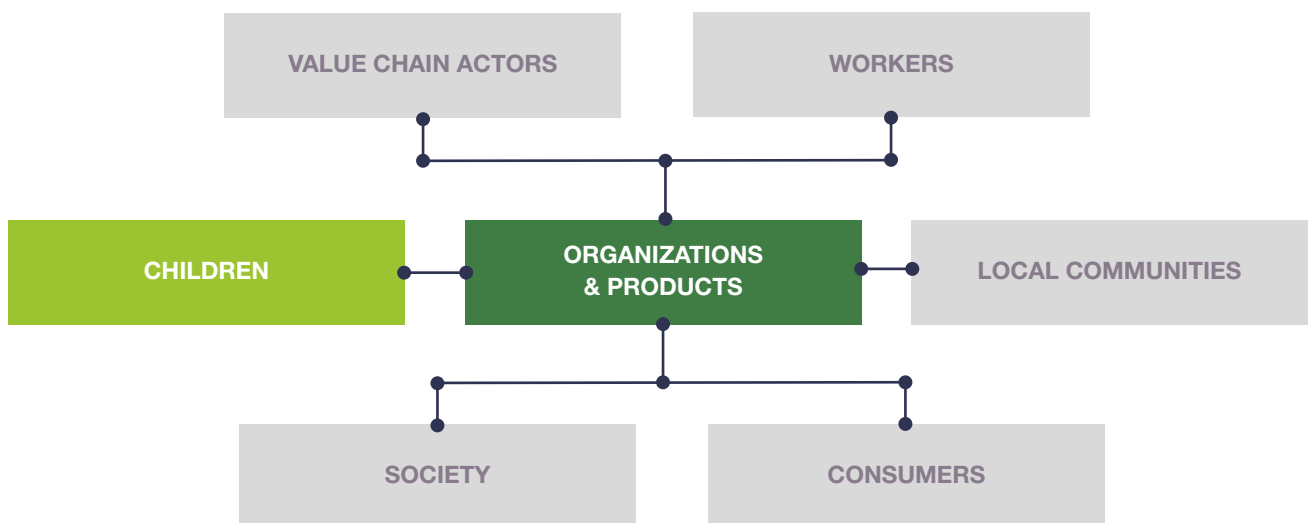 VALUE CHAIN ACTORS
WORKERS
CHILDREN
ORGANIZATIONS
& PRODUCTS
LOCAL COMMUNITIES
SOCIETY
CONSUMERS